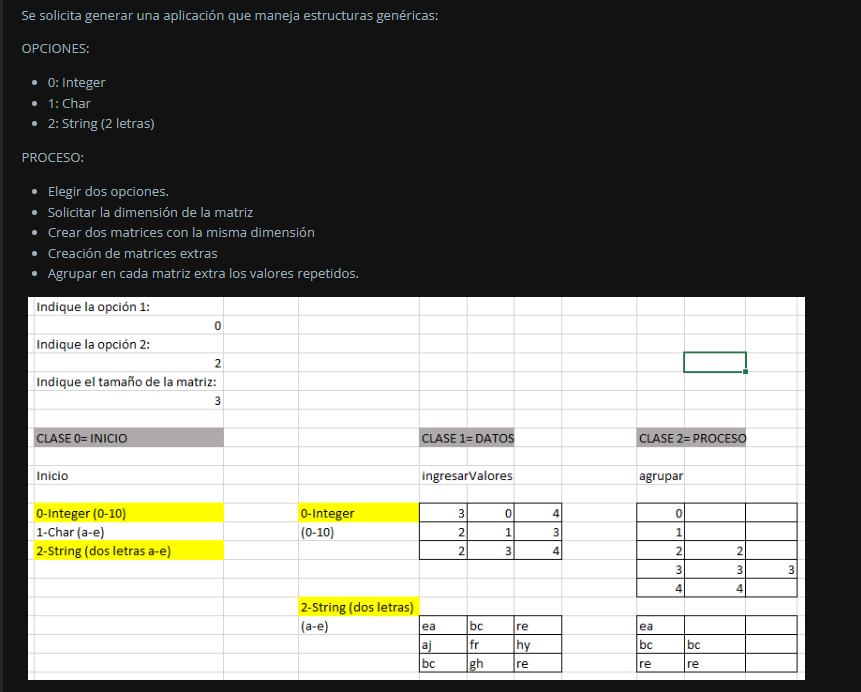 Se solicita generar una aplicación que maneja estructuras genéricas:
OPCIONES:
0: Integer
1: Char
2: String (2 letras)
PROCESO:
Elegir dos opciones.
Solicitar la dimensión de la matriz
Crear dos matrices con la misma dimensión
Creación de matrices extras
Agrupar en cada matriz extra los valores repetidos.
Indique la opción 1:
0
Indique la opción 2:
2
Indique el tamaño de la matriz:
3
CLASE 0= INICIO CLASE 1= DATOS CLASE 2= PROCESO
Inicio ingresarValores agrupar
0-Integer (0-10) 0-Integer 3 0 4 0
1-Char (a-e) (0-10) 2 1 3 1
2-String (dos letras a-e) 2 3 4 2 2
3 3 3
4 4
2-String (dos letras)
(a-e) ea bc re ea
aj fr hy bc bc
bc gh re re re